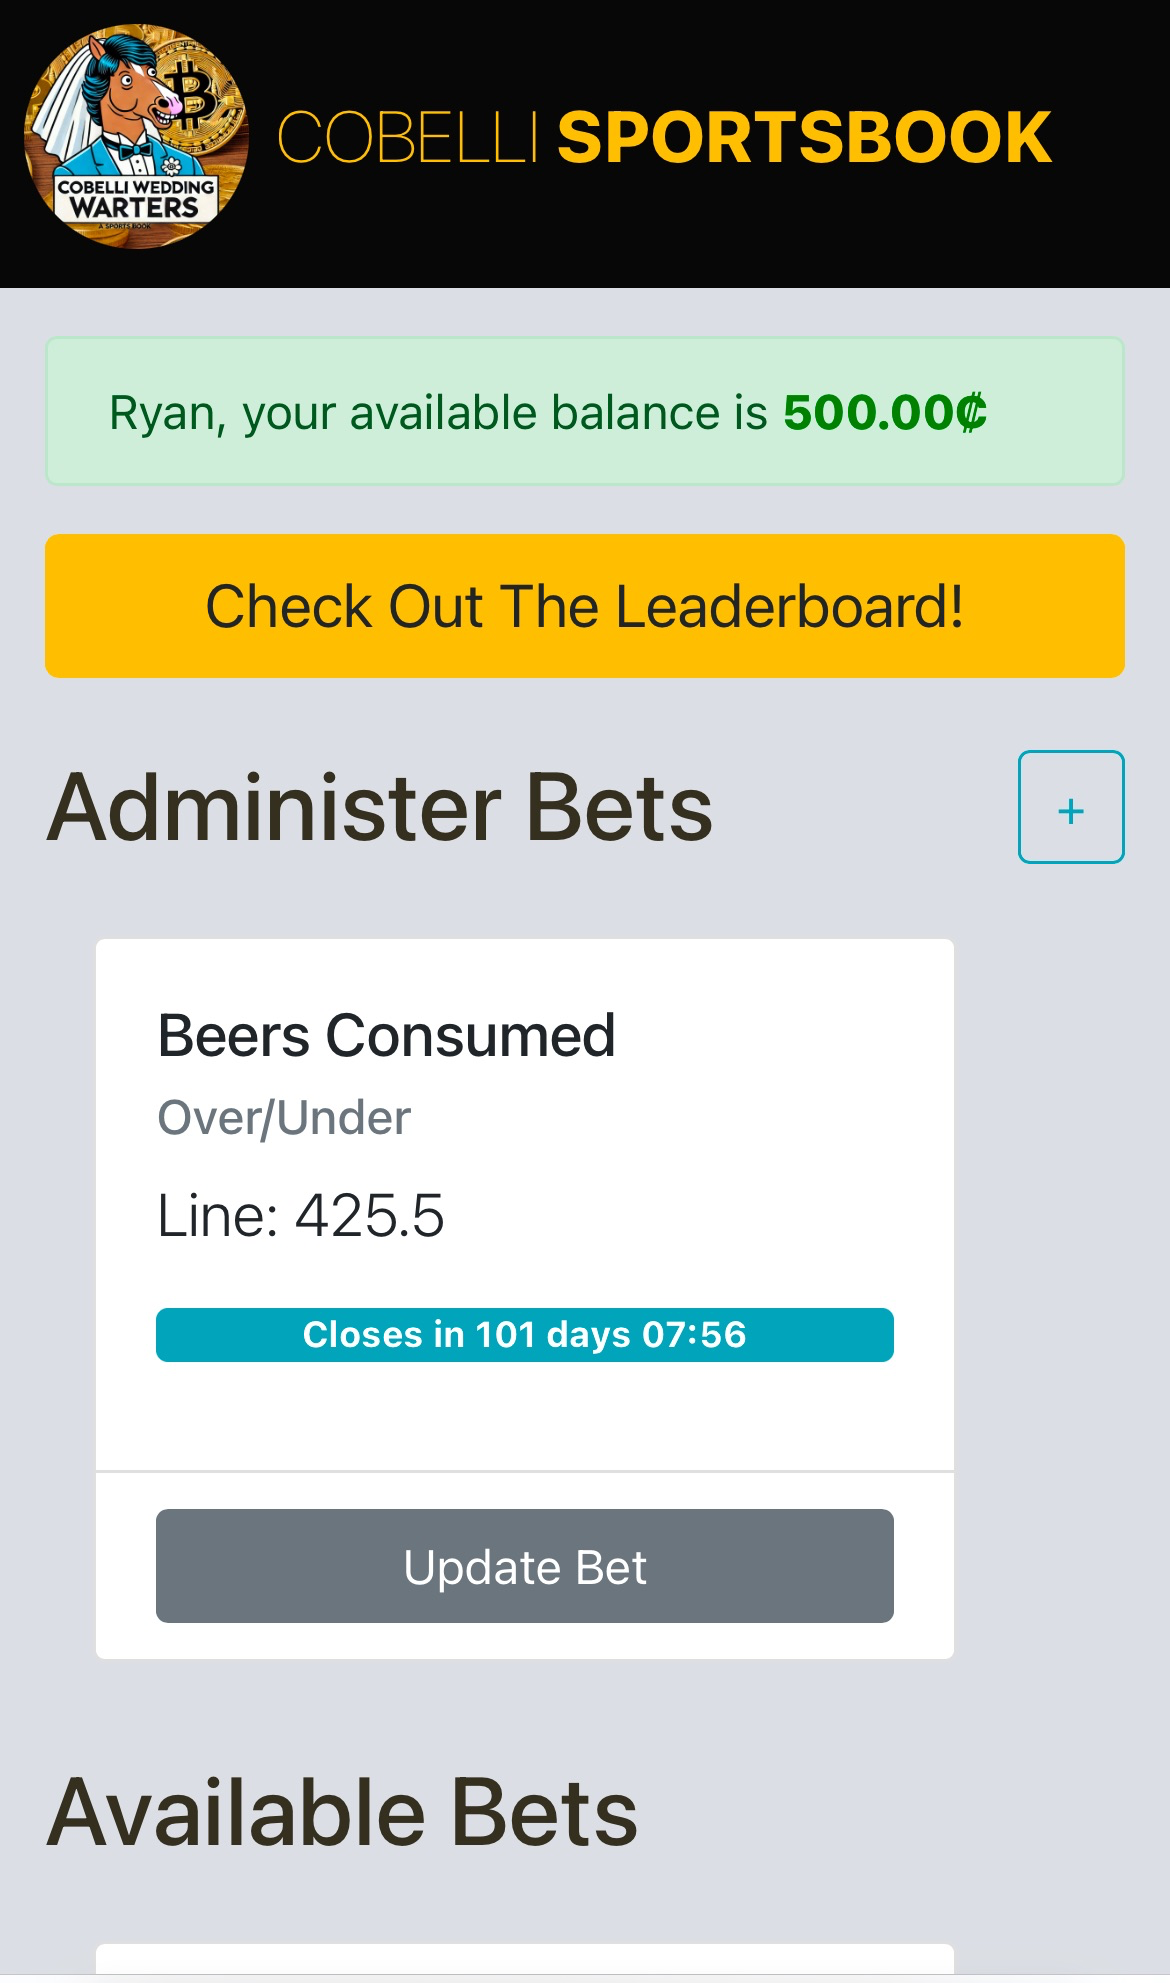 COBELLI WEDDING
WARTERS
A SPORTS BOOK
COBELLI SPORTSBOOK
Ryan, your available balance is 500.00₡
Check Out The Leaderboard!
Administer Bets
+
Beers Consumed
Over/Under
Line: 425.5
Closes in 101 days 07:56
Update Bet
Available Bets